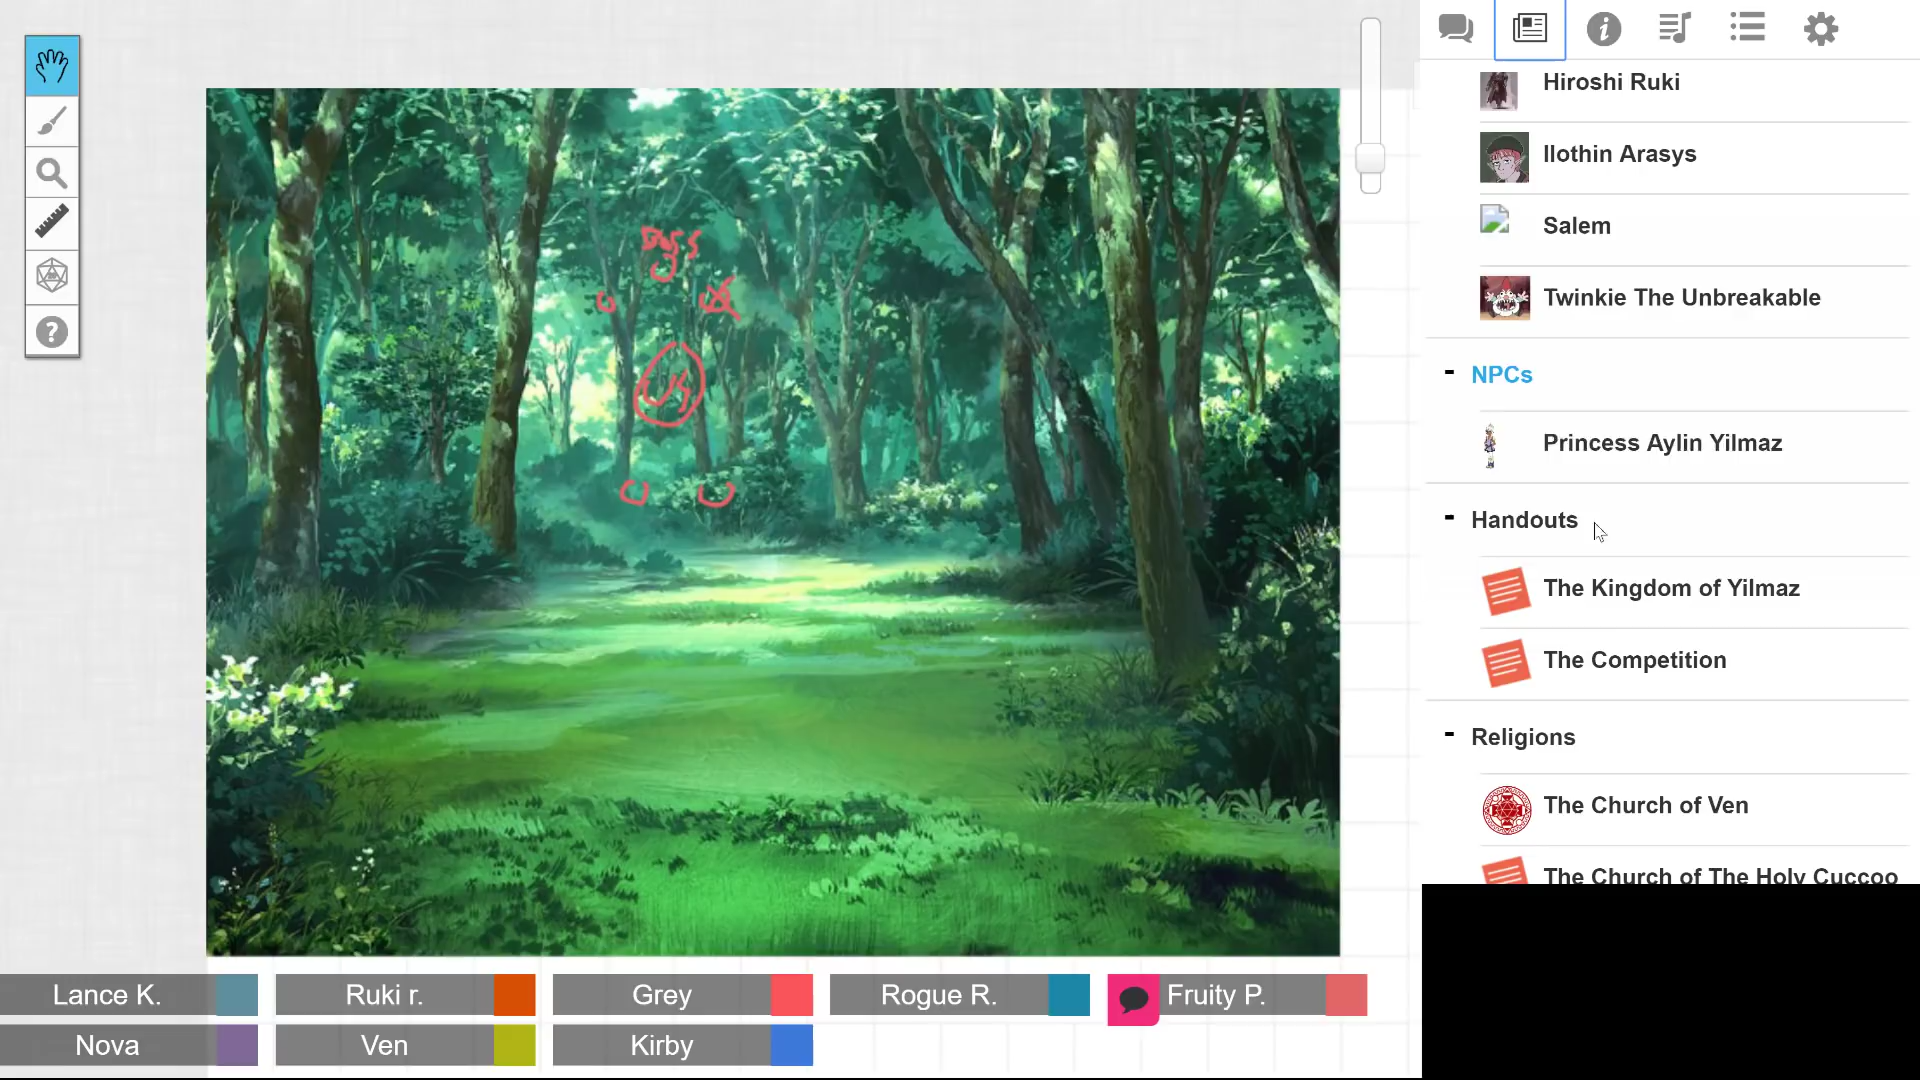 Hiroshi Ruki
Ilothin Arasys
Salem
Twinkie The Unbreakable
- NPCs
Princess Aylin Yilmaz
- Handouts
The Kingdom of Yilmaz
The Competition
- Religions
The Church of Ven
The Church of The Holy Cuccoo
us
Lance K.
Ruki r.
Grey
Rogue R.
Fruity P.
Nova
Ven
Kirby